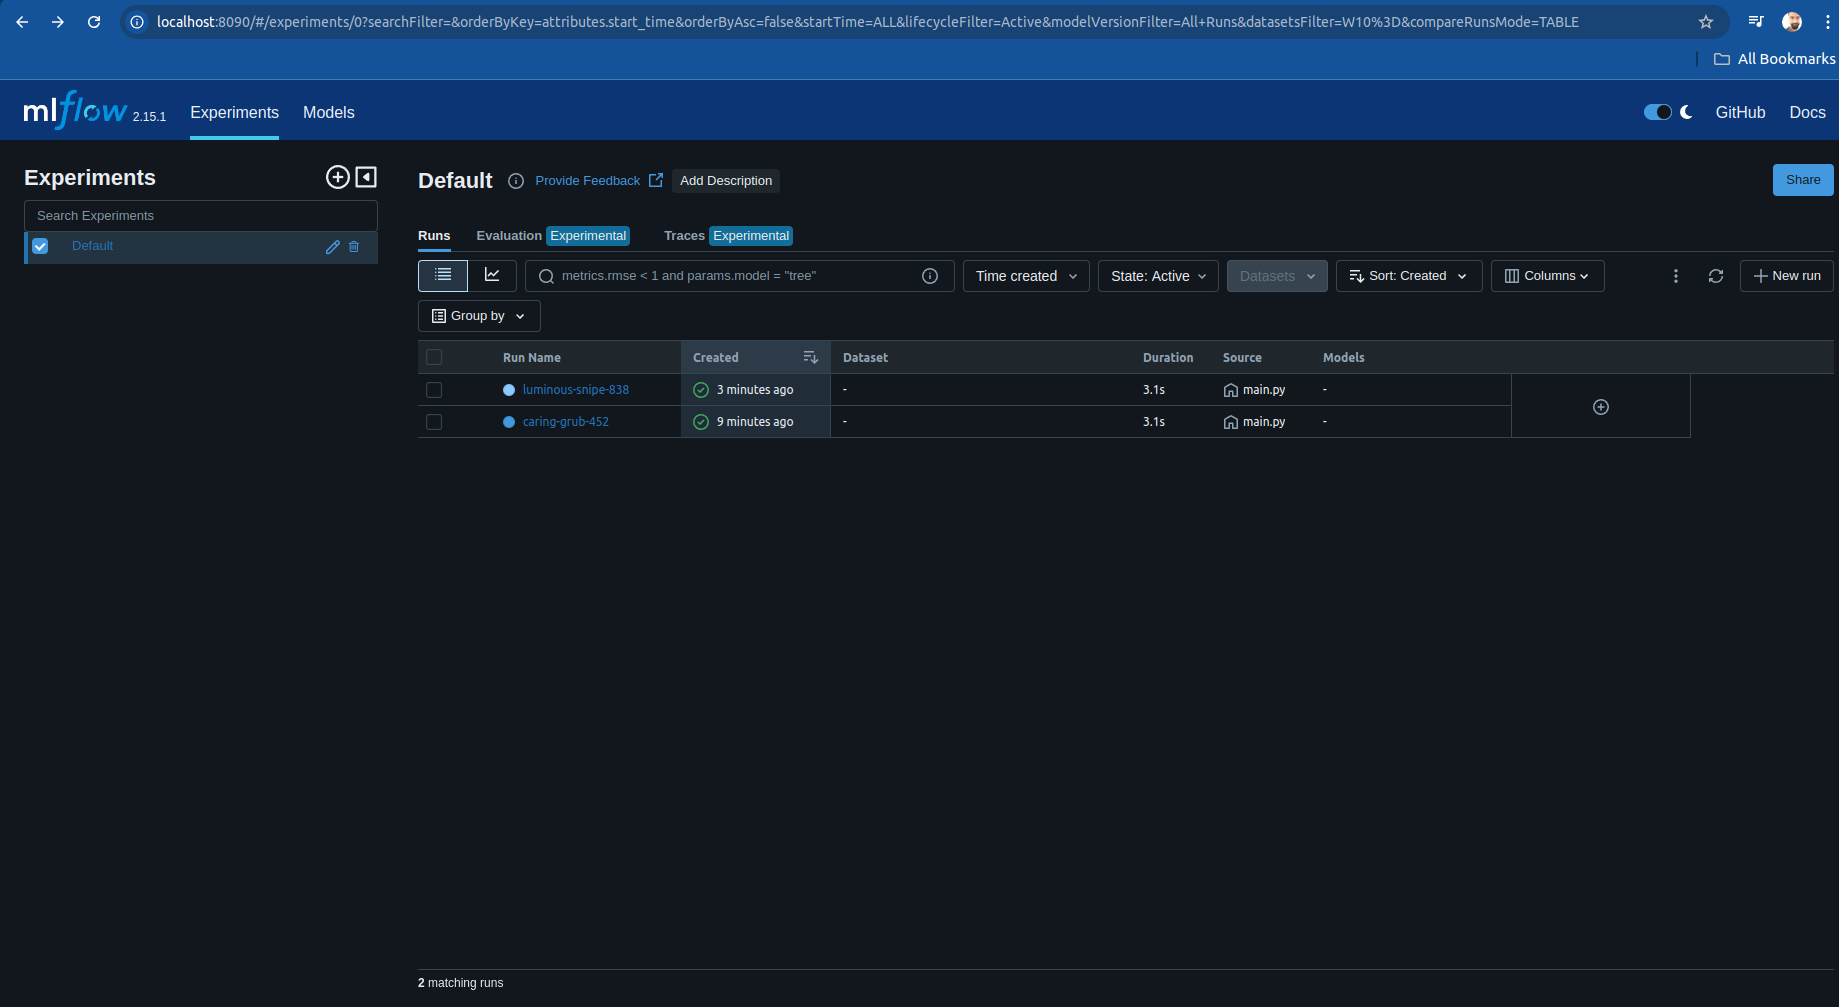 localhost:8090/#/experiments/0?searchFilter=&orderByKey=attributes.start_time&orderByAsc=false&startTime=ALL&lifecycleFilter=Active&modelVersionFilter=All+Runs&datasetsFilter=W10%3D&compareRunsMode=TABLE
All Bookmarks
mlflow 2.15.1 Experiments Models GitHub Docs
Experiments
Search Experiments
Default
Default Provide Feedback Add Description Share
Runs Evaluation Experimental Traces Experimental
metrics.rmse < 1 and params.model = "tree" Time created State: Active Datasets Sort: Created Columns New run
Group by
Run Name Created Dataset Duration Source Models
luminous-snipe-838 3 minutes ago - 3.1s main.py -
caring-grub-452 9 minutes ago - 3.1s main.py -
2 matching runs